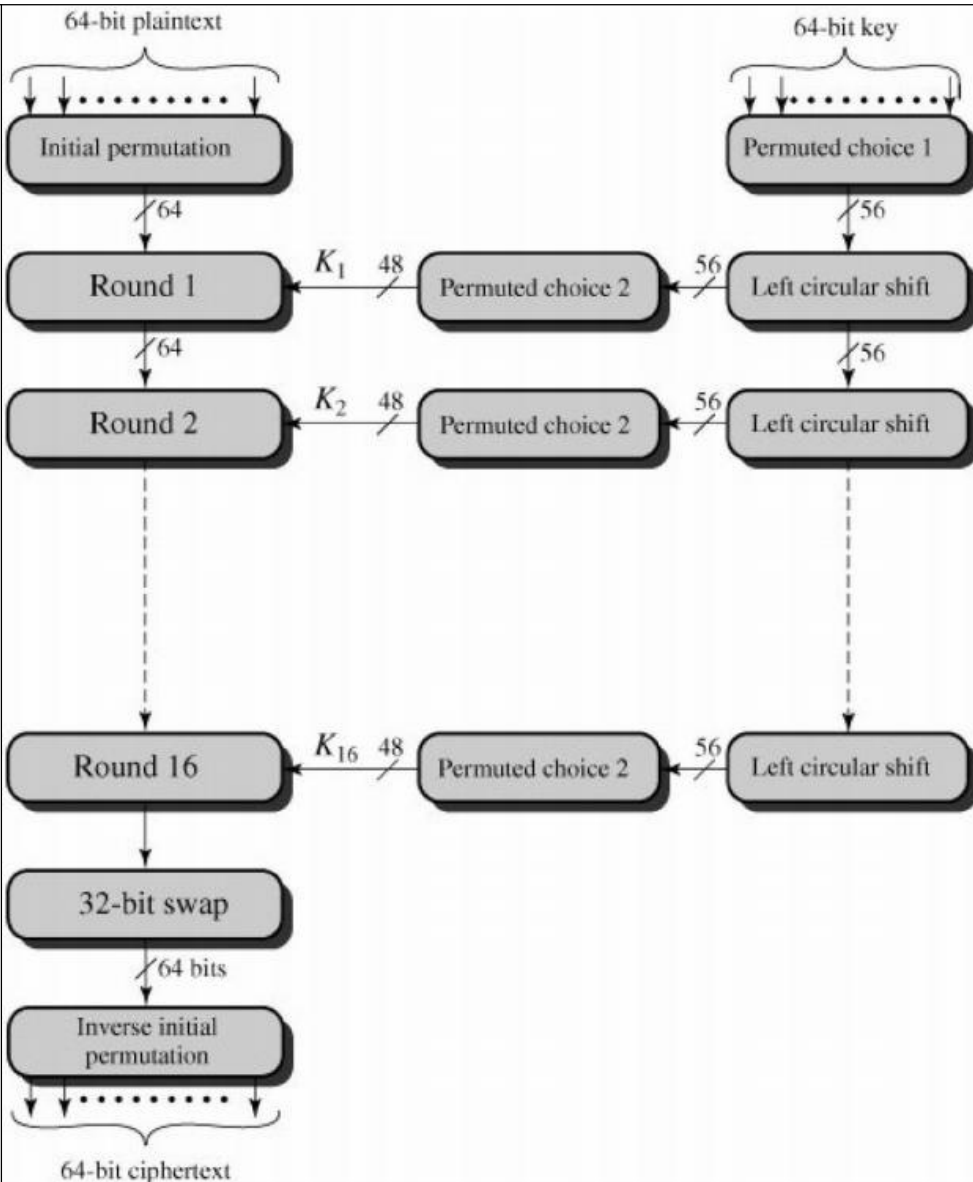 64-bit plaintext
64-bit key
Initial permutation
Permuted choice 1
64
56
Round 1
K1
48
Permuted choice 2
56
Left circular shift
64
56
Round 2
K2
48
Permuted choice 2
56
Left circular shift
Round 16
K16
48
Permuted choice 2
56
Left circular shift
32-bit swap
64 bits
Inverse initial
permutation
64-bit ciphertext